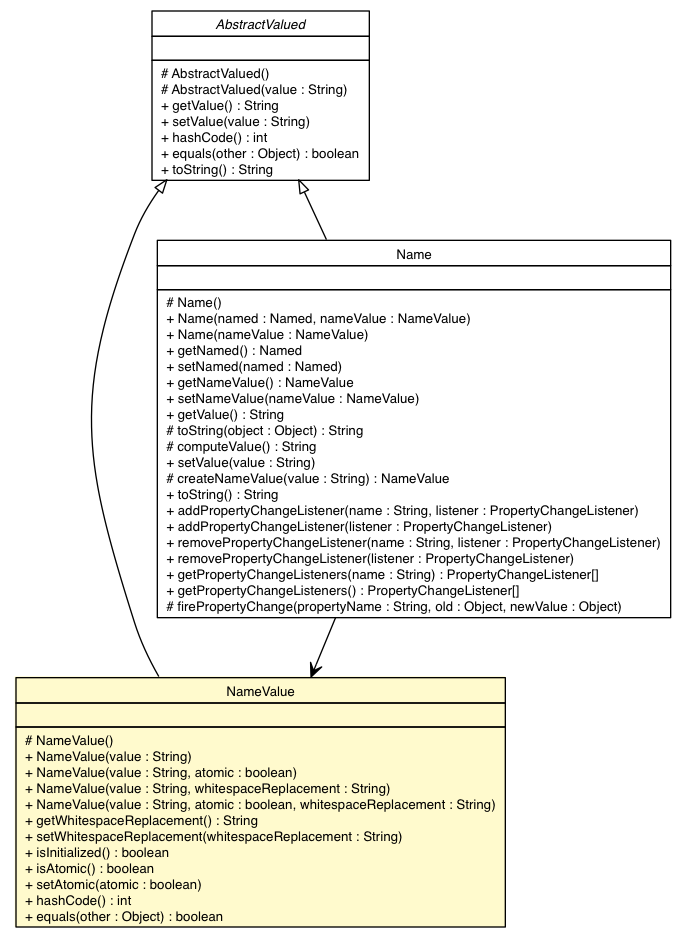 AbstractValued
# AbstractValued()
# AbstractValued(value : String)
+ getValue() : String
+ setValue(value : String)
+ hashCode() : int
+ equals(other : Object) : boolean
+ toString() : String
Name
# Name()
+ Name(named : Named, nameValue : NameValue)
+ Name(nameValue : NameValue)
+ getNamed() : Named
+ setNamed(named : Named)
+ getNameValue() : NameValue
+ setNameValue(nameValue : NameValue)
+ getValue() : String
# toString(object : Object) : String
# computeValue() : String
+ setValue(value : String)
# createNameValue(value : String) : NameValue
+ toString() : String
+ addPropertyChangeListener(name : String, listener : PropertyChangeListener)
+ addPropertyChangeListener(listener : PropertyChangeListener)
+ removePropertyChangeListener(name : String, listener : PropertyChangeListener)
+ removePropertyChangeListener(listener : PropertyChangeListener)
+ getPropertyChangeListeners(name : String) : PropertyChangeListener[]
+ getPropertyChangeListeners() : PropertyChangeListener[]
# firePropertyChange(propertyName : String, old : Object, newValue : Object)
NameValue
# NameValue()
+ NameValue(value : String)
+ NameValue(value : String, atomic : boolean)
+ NameValue(value : String, whitespaceReplacement : String)
+ NameValue(value : String, atomic : boolean, whitespaceReplacement : String)
+ getWhitespaceReplacement() : String
+ setWhitespaceReplacement(whitespaceReplacement : String)
+ isInitialized() : boolean
+ isAtomic() : boolean
+ setAtomic(atomic : boolean)
+ hashCode() : int
+ equals(other : Object) : boolean